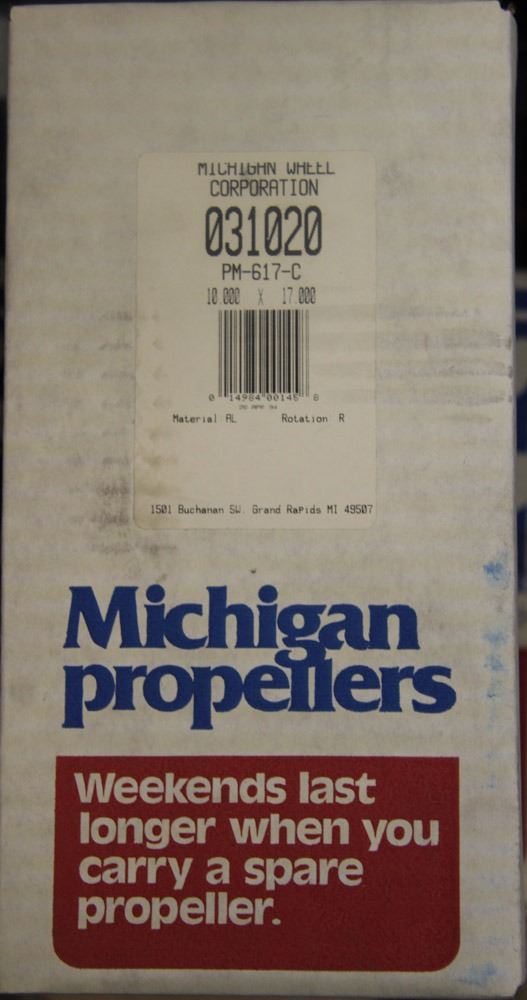 MICHIGAN WHEEL
CORPORATION
031020
PM-617-C
10.000 X 17.000
0 14984 00146 8
Material AL Rotation R
1501 Buchanan SW. Grand Rapids MI 49507
Michigan
propellers
Weekends last
longer when you
carry a spare
propeller.